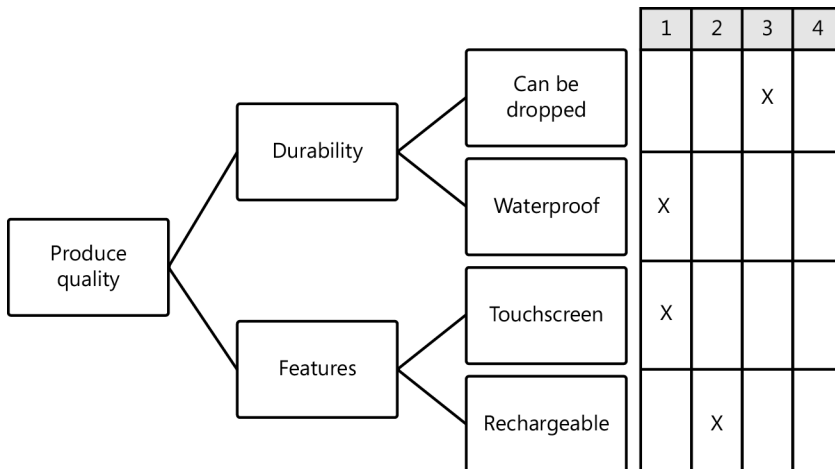 1 2 3 4
Can be
dropped
X
Durability
Waterproof
X
Produce
quality
Touchscreen
X
Features
Rechargeable
X